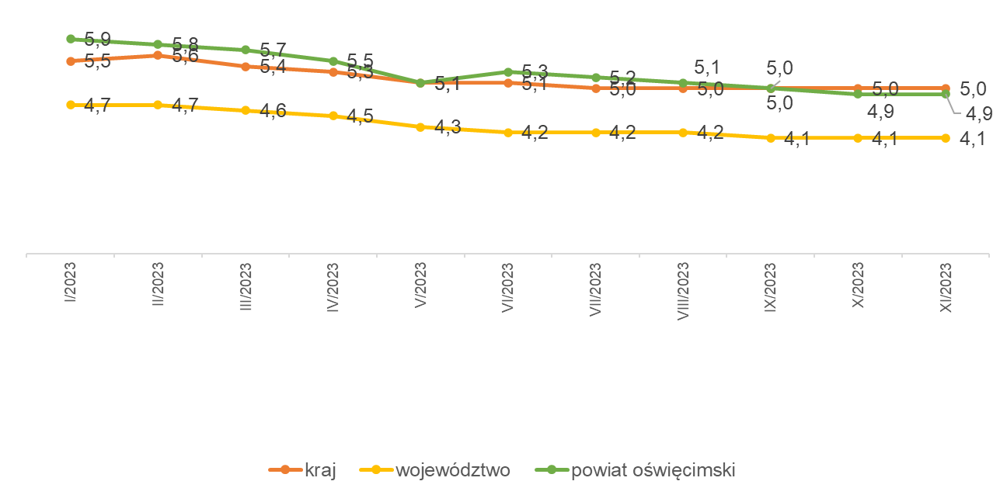 5,9 5,8 5,7 5,5 5,1 5,3 5,2 5,1 5,0 4,9 4,9
5,5 5,6 5,4 5,3 5,1 5,1 5,0 5,0 5,0 5,0 5,0
4,7 4,7 4,6 4,5 4,3 4,2 4,2 4,2 4,1 4,1 4,1
I/2023 II/2023 III/2023 IV/2023 V/2023 VI/2023 VII/2023 VIII/2023 IX/2023 X/2023 XI/2023
kraj województwo powiat oświęcimski